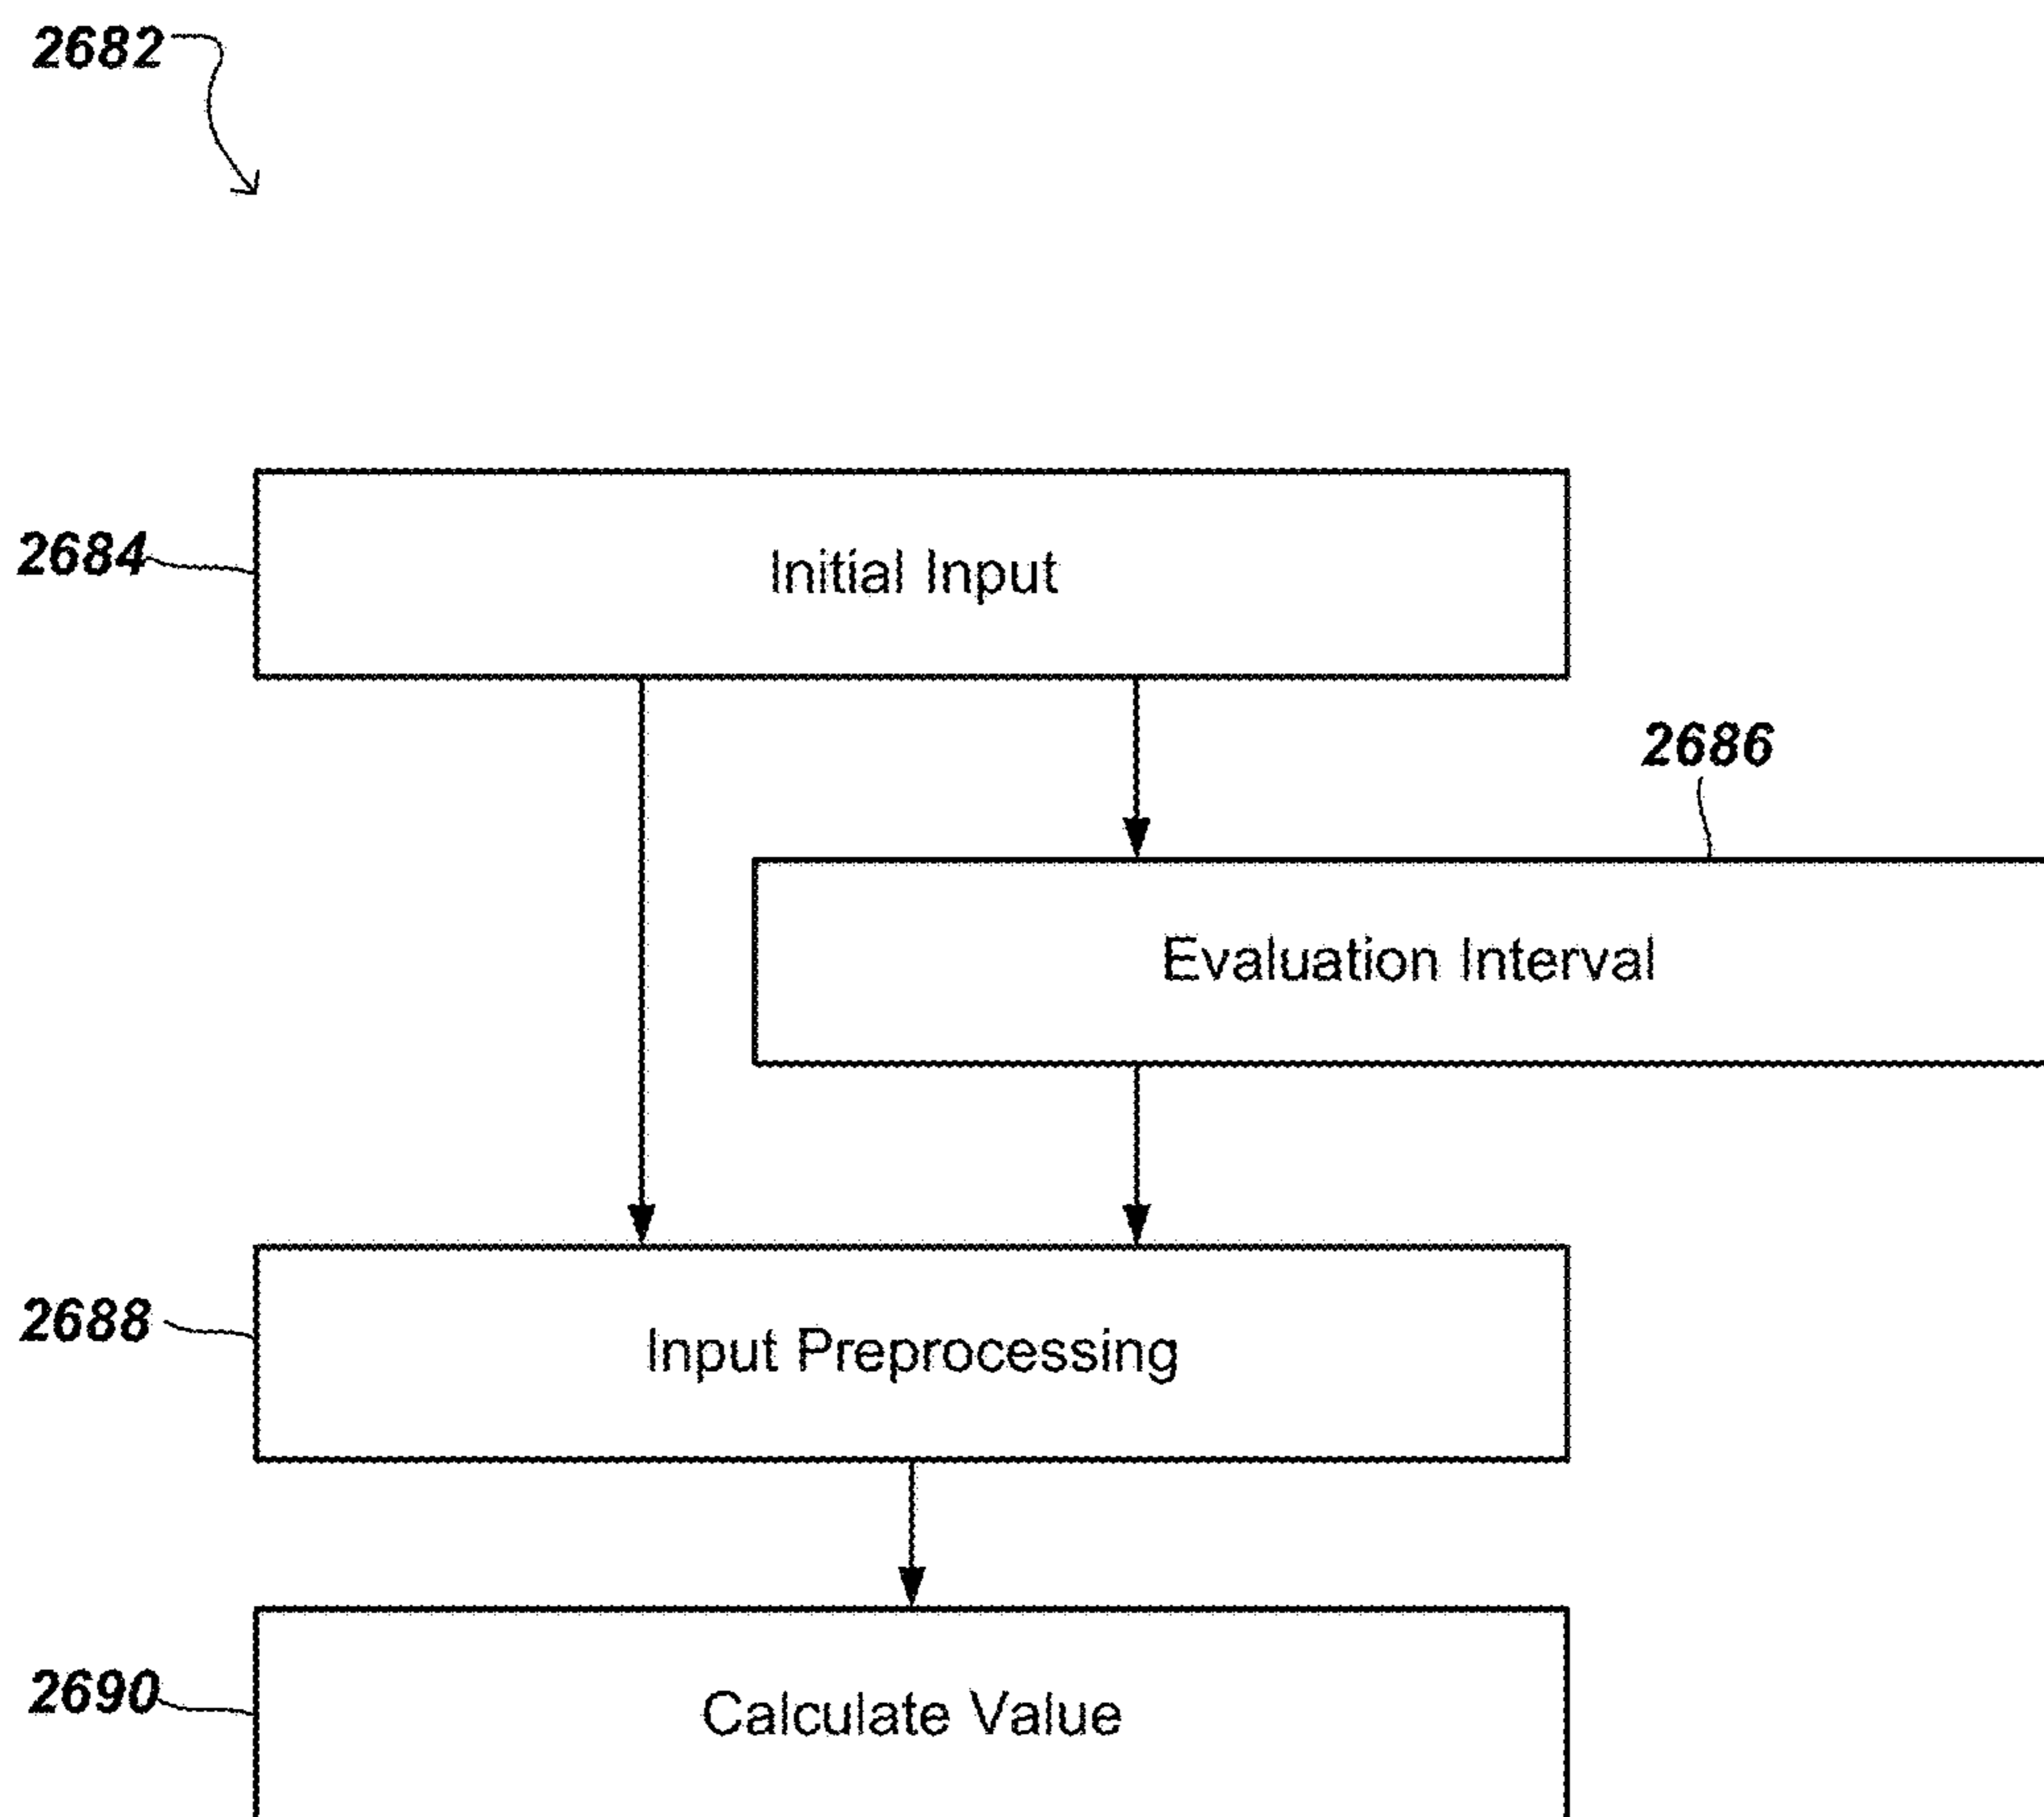 2682
2684
Initial Input
2686
Evaluation Interval
2688
Input Preprocessing
2690
Calculate Value